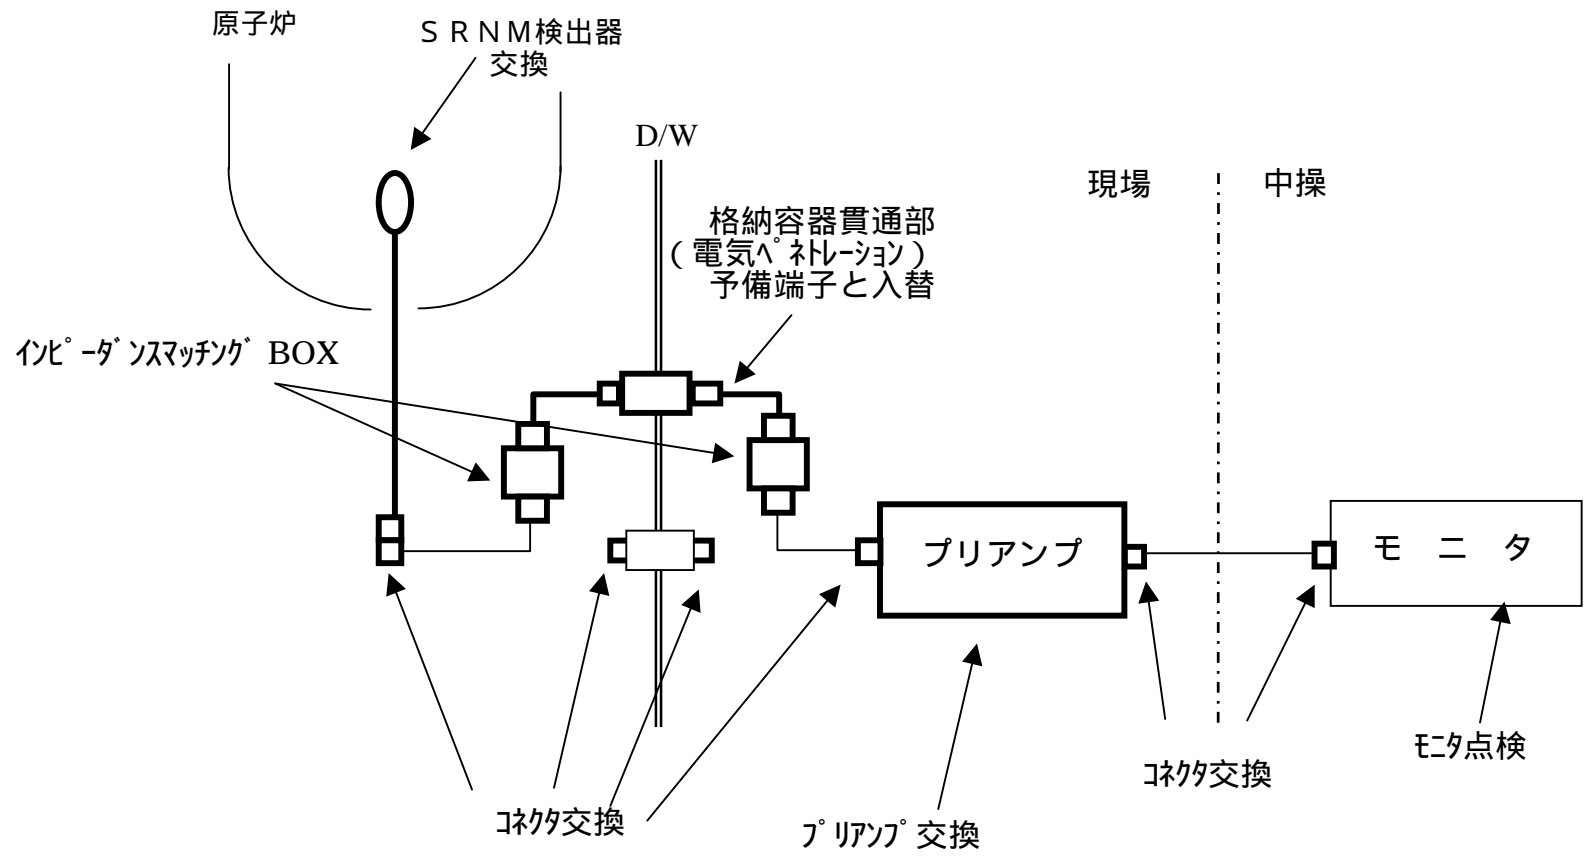 原子炉
ＳＲＮＭ検出器
交換
D/W
現場
中操
格納容器貫通部
（電気ﾍﾟﾈﾄﾚｰｼｮﾝ）
予備端子と入替
ｲﾝﾋﾟｰﾀﾞﾝｽﾏｯﾁﾝｸﾞ BOX
プリアンプ
モニタ
ﾓﾆﾀ点検
ｺﾈｸﾀ交換
ｺﾈｸﾀ交換
ﾌﾟﾘｱﾝﾌﾟ交換